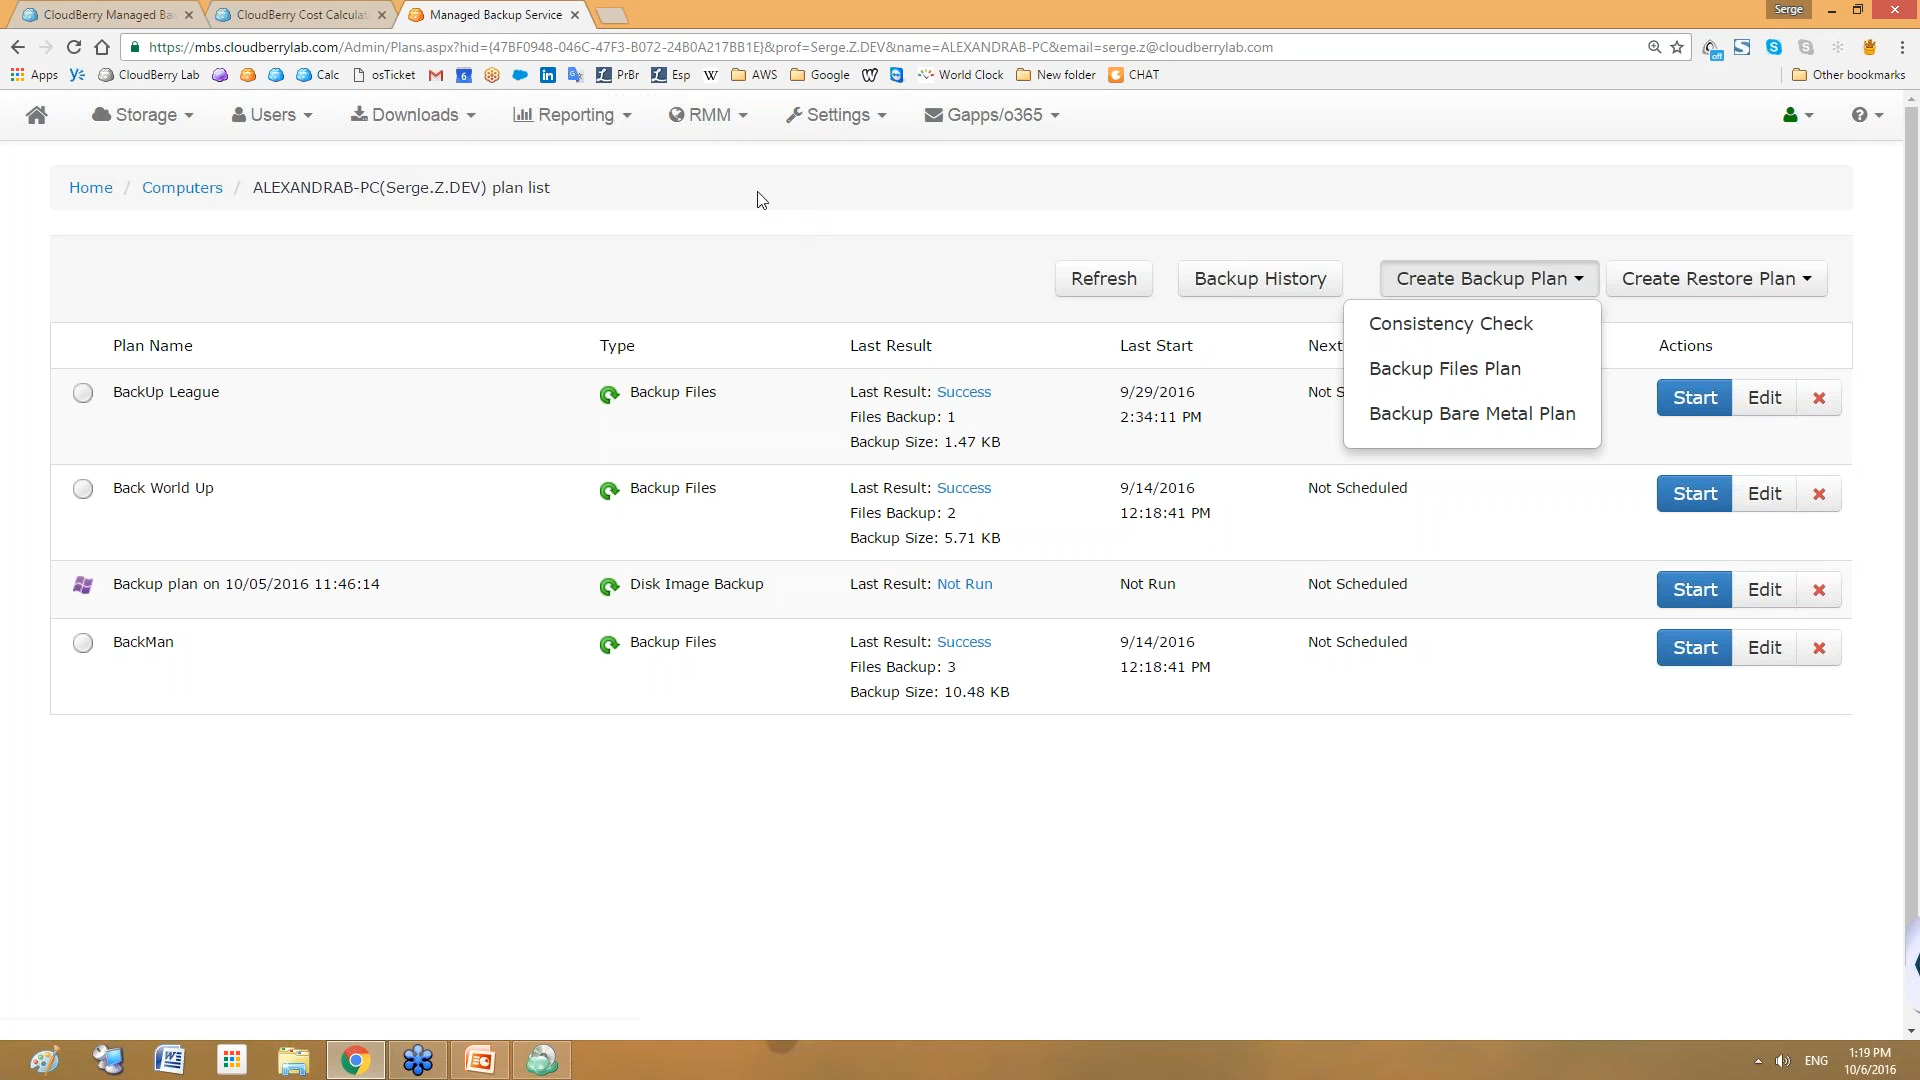 CloudBerry Managed Ba
CloudBerry Cost Calculat
Managed Backup Service
Serge
https://mbs.cloudberrylab.com/Admin/Plans.aspx?hid={47BF0948-046C-47F3-B072-24B0A217BB1E}&prof=Serge.Z.DEV&name=ALEXANDRAB-PC&email=serge.z@cloudberrylab.com
off
Apps CloudBerry Lab Calc osTicket PrBr Esp AWS Google World Clock New folder CHAT Other bookmarks
Storage Users Downloads Reporting RMM Settings Gapps/o365
Home / Computers / ALEXANDRAB-PC(Serge.Z.DEV) plan list
Refresh Backup History Create Backup Plan Create Restore Plan
Consistency Check
Backup Files Plan
Backup Bare Metal Plan
Plan Name Type Last Result Last Start Next Actions
BackUp League Backup Files Last Result: Success 9/29/2016 Not S Start Edit
Files Backup: 1 2:34:11 PM
Backup Size: 1.47 KB
Back World Up Backup Files Last Result: Success 9/14/2016 Not Scheduled Start Edit
Files Backup: 2 12:18:41 PM
Backup Size: 5.71 KB
Backup plan on 10/05/2016 11:46:14 Disk Image Backup Last Result: Not Run Not Run Not Scheduled Start Edit
BackMan Backup Files Last Result: Success 9/14/2016 Not Scheduled Start Edit
Files Backup: 3 12:18:41 PM
Backup Size: 10.48 KB
ENG
1:19 PM
10/6/2016